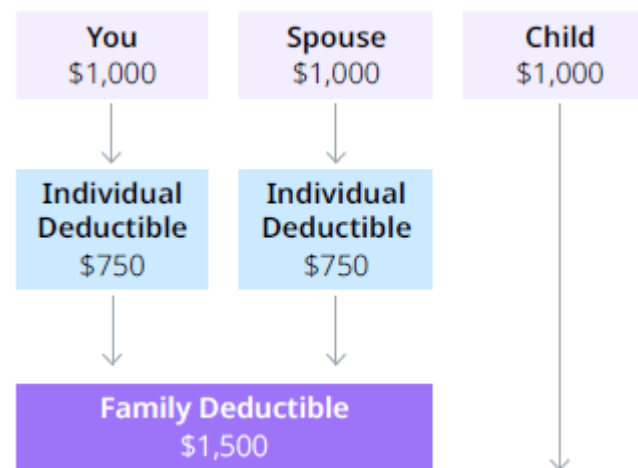 You
$1,000
Spouse
$1,000
Child
$1,000
Individual
Deductible
$750
Individual
Deductible
$750
Family Deductible
$1,500